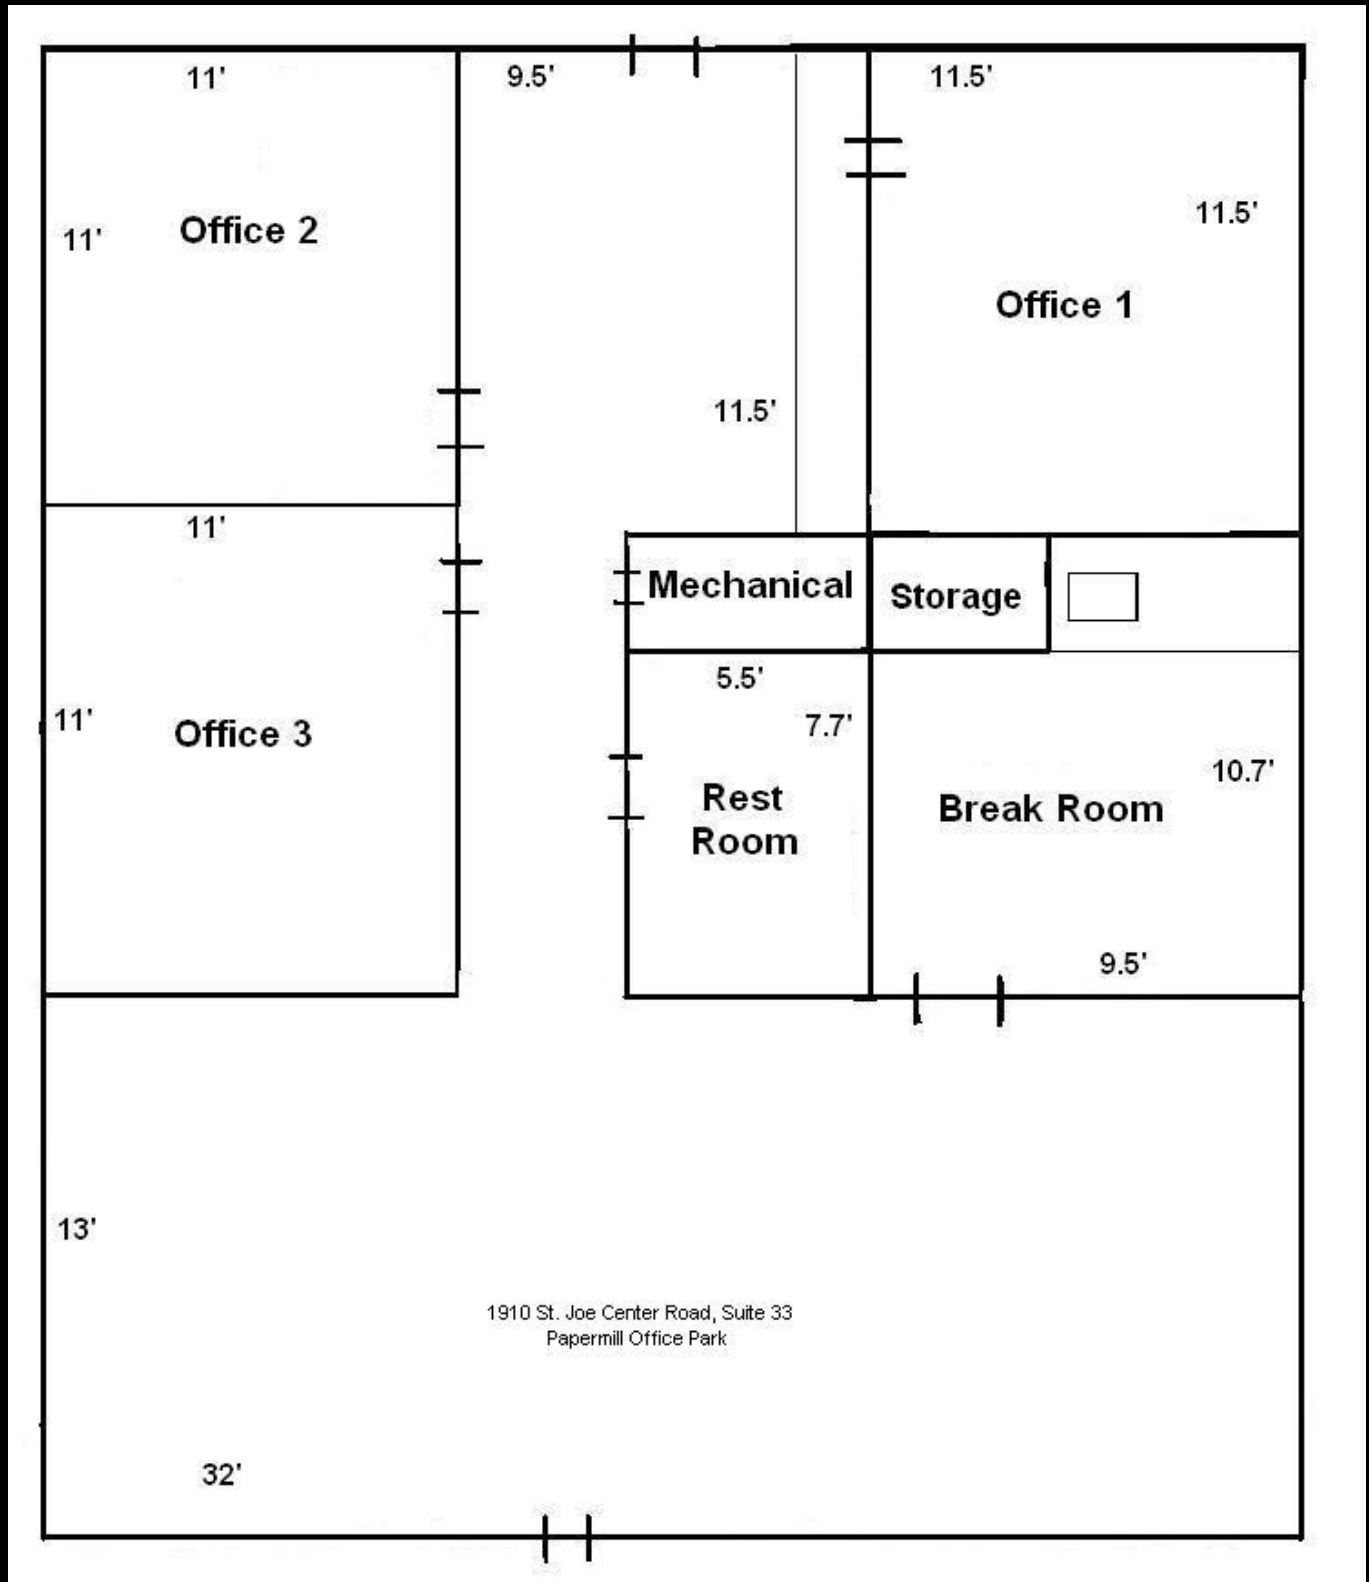 11'
9.5'
11.5'
11'
Office 2
11.5'
Office 1
11.5'
11'
Mechanical
Storage
5.5'
7.7'
11'
Office 3
10.7'
Rest
Room
Break Room
9.5'
13'
1910 St. Joe Center Road, Suite 33
Papermill Office Park
32'